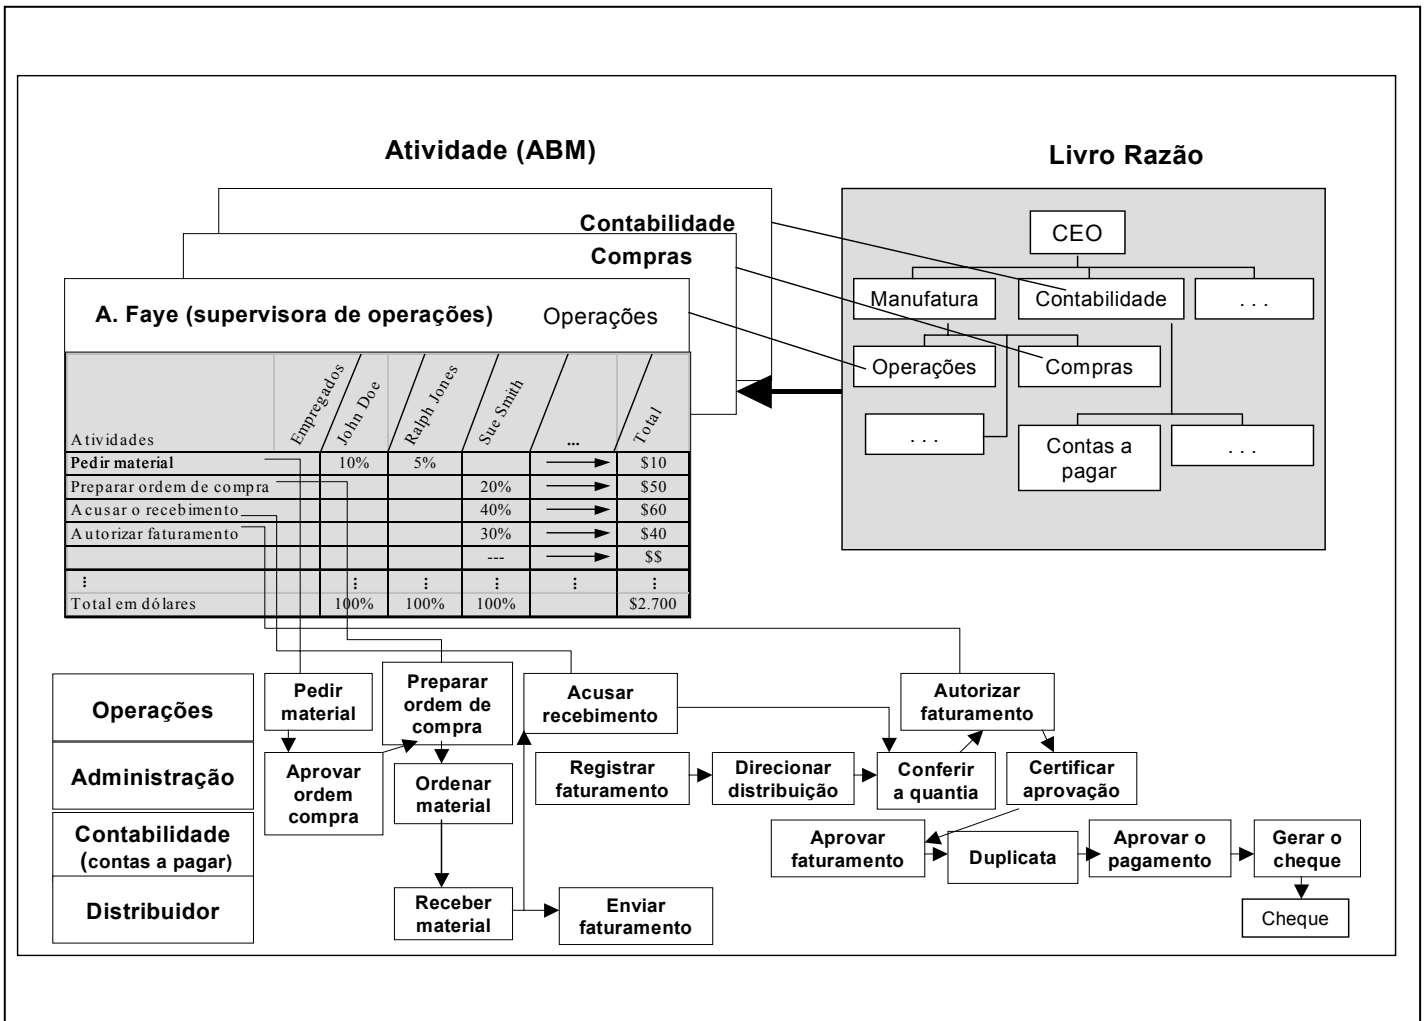 Atividade (ABM)
Livro Razão
Contabilidade
Compras
A. Faye (supervisora de operações) Operações
Atividades Empregados John Doe Ralph Jones Sue Smith ... Total
Pedir material 10% 5% $10
Preparar ordem de compra 20% $50
Acusar o recebimento 40% $60
Autorizar faturamento 30% $40
--- $$
⋮ ⋮ ⋮ ⋮ ⋮ ⋮
Total em dólares 100% 100% 100% $2.700
CEO
Manufatura Contabilidade . . .
Operações Compras
. . .
Contas a
pagar
. . .
Operações
Administração
Contabilidade
(contas a pagar)
Distribuidor
Pedir
material
Preparar
ordem de
compra
Acusar
recebimento
Autorizar
faturamento
Aprovar
ordem
compra
Ordenar
material
Registrar
faturamento
Direcionar
distribuição
Conferir
a quantia
Certificar
aprovação
Aprovar
faturamento
Duplicata
Aprovar o
pagamento
Gerar o
cheque
Receber
material
Enviar
faturamento
Cheque